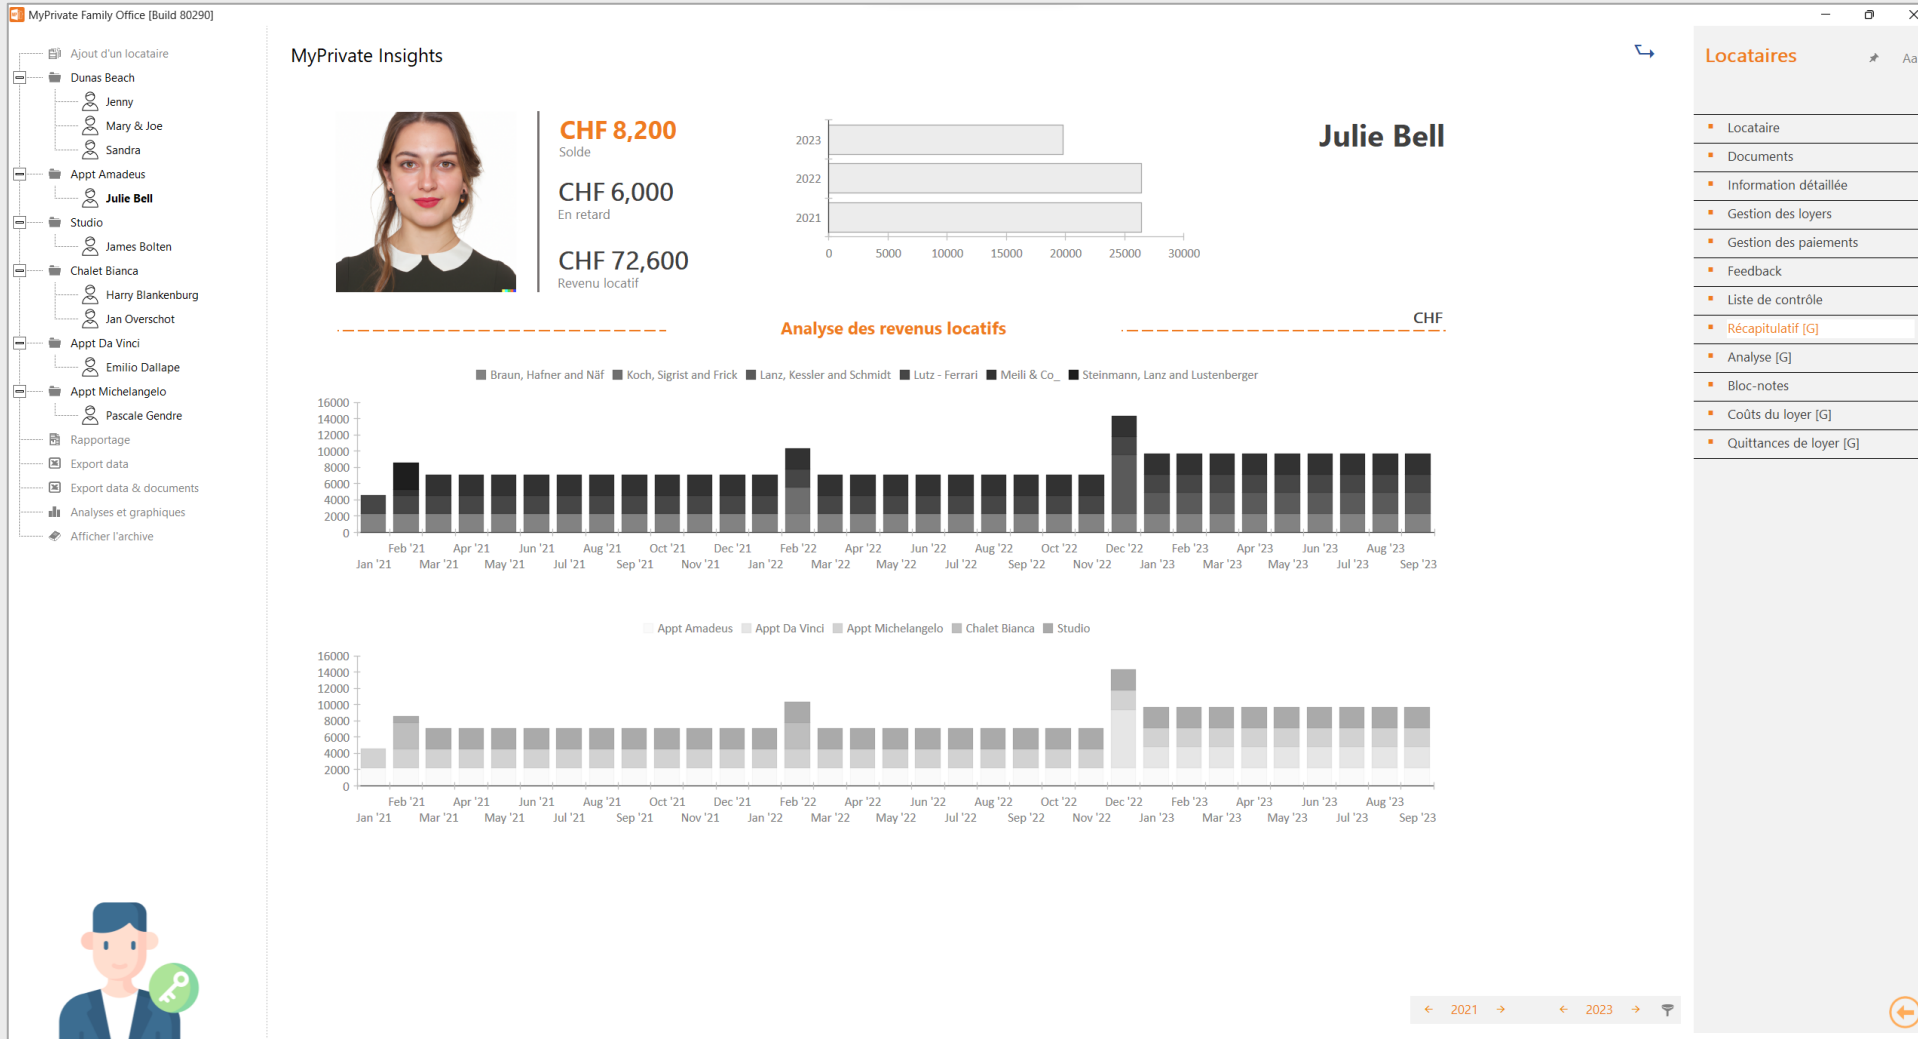 MyPrivate Family Office [Build 80290]
Ajout d'un locataire
Dunas Beach
Jenny
Mary & Joe
Sandra
Appt Amadeus
Julie Bell
Studio
James Bolten
Chalet Bianca
Harry Blankenburg
Jan Overschot
Appt Da Vinci
Emilio Dallape
Appt Michelangelo
Pascale Gendre
Rapportage
Export data
Export data & documents
Analyses et graphiques
Afficher l'archive
MyPrivate Insights
CHF 8,200
Solde
CHF 6,000
En retard
CHF 72,600
Revenu locatif
2023
2022
2021
0 5000 10000 15000 20000 25000 30000
Julie Bell
Analyse des revenus locatifs
CHF
Braun, Hafner and Näf Koch, Sigrist and Frick Lanz, Kessler and Schmidt Lutz - Ferrari Meili & Co_ Steinmann, Lanz and Lustenberger
16000
14000
12000
10000
8000
6000
4000
2000
0
Feb '21 Apr '21 Jun '21 Aug '21 Oct '21 Dec '21 Feb '22 Apr '22 Jun '22 Aug '22 Oct '22 Dec '22 Feb '23 Apr '23 Jun '23 Aug '23
Jan '21 Mar '21 May '21 Jul '21 Sep '21 Nov '21 Jan '22 Mar '22 May '22 Jul '22 Sep '22 Nov '22 Jan '23 Mar '23 May '23 Jul '23 Sep '23
Appt Amadeus Appt Da Vinci Appt Michelangelo Chalet Bianca Studio
16000
14000
12000
10000
8000
6000
4000
2000
0
Feb '21 Apr '21 Jun '21 Aug '21 Oct '21 Dec '21 Feb '22 Apr '22 Jun '22 Aug '22 Oct '22 Dec '22 Feb '23 Apr '23 Jun '23 Aug '23
Jan '21 Mar '21 May '21 Jul '21 Sep '21 Nov '21 Jan '22 Mar '22 May '22 Jul '22 Sep '22 Nov '22 Jan '23 Mar '23 May '23 Jul '23 Sep '23
2021 2023
Locataires
Aa
Locataire
Documents
Information détaillée
Gestion des loyers
Gestion des paiements
Feedback
Liste de contrôle
Récapitulatif [G]
Analyse [G]
Bloc-notes
Coûts du loyer [G]
Quittances de loyer [G]